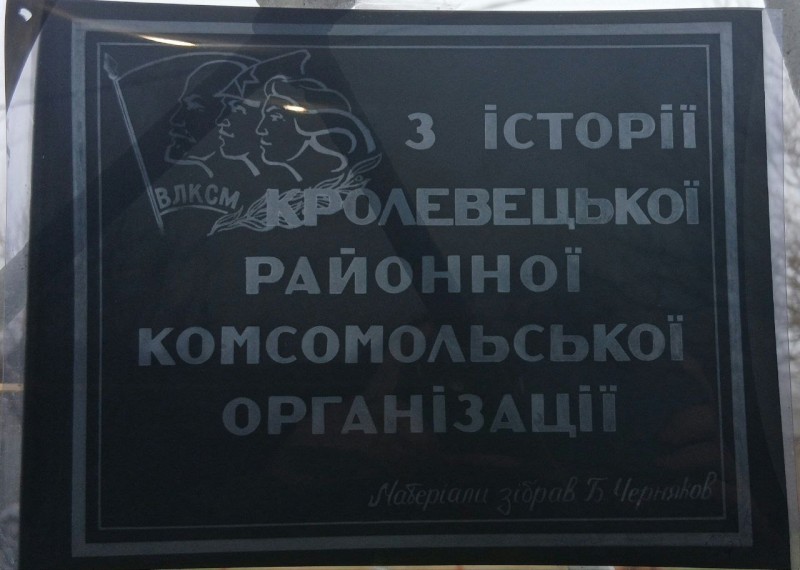 З ІСТОРІЇ
ВЛКСМ
КРОЛЕВЕЦЬКОЇ
РАЙОННОЇ
КОМСОМОЛЬСЬКОЇ
ОРГАНІЗАЦІЇ
Матеріали зібрав Б. Черняков